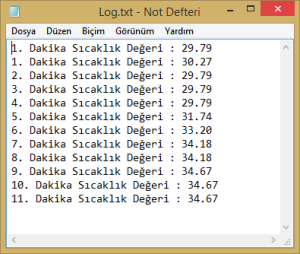 Log.txt - Not Defteri
Dosya Düzen Biçim Görünüm Yardım
1. Dakika Sıcaklık Değeri : 29.79
1. Dakika Sıcaklık Değeri : 30.27
2. Dakika Sıcaklık Değeri : 29.79
3. Dakika Sıcaklık Değeri : 29.79
4. Dakika Sıcaklık Değeri : 29.79
5. Dakika Sıcaklık Değeri : 31.74
6. Dakika Sıcaklık Değeri : 33.20
7. Dakika Sıcaklık Değeri : 34.18
8. Dakika Sıcaklık Değeri : 34.18
9. Dakika Sıcaklık Değeri : 34.67
10. Dakika Sıcaklık Değeri : 34.67
11. Dakika Sıcaklık Değeri : 34.67